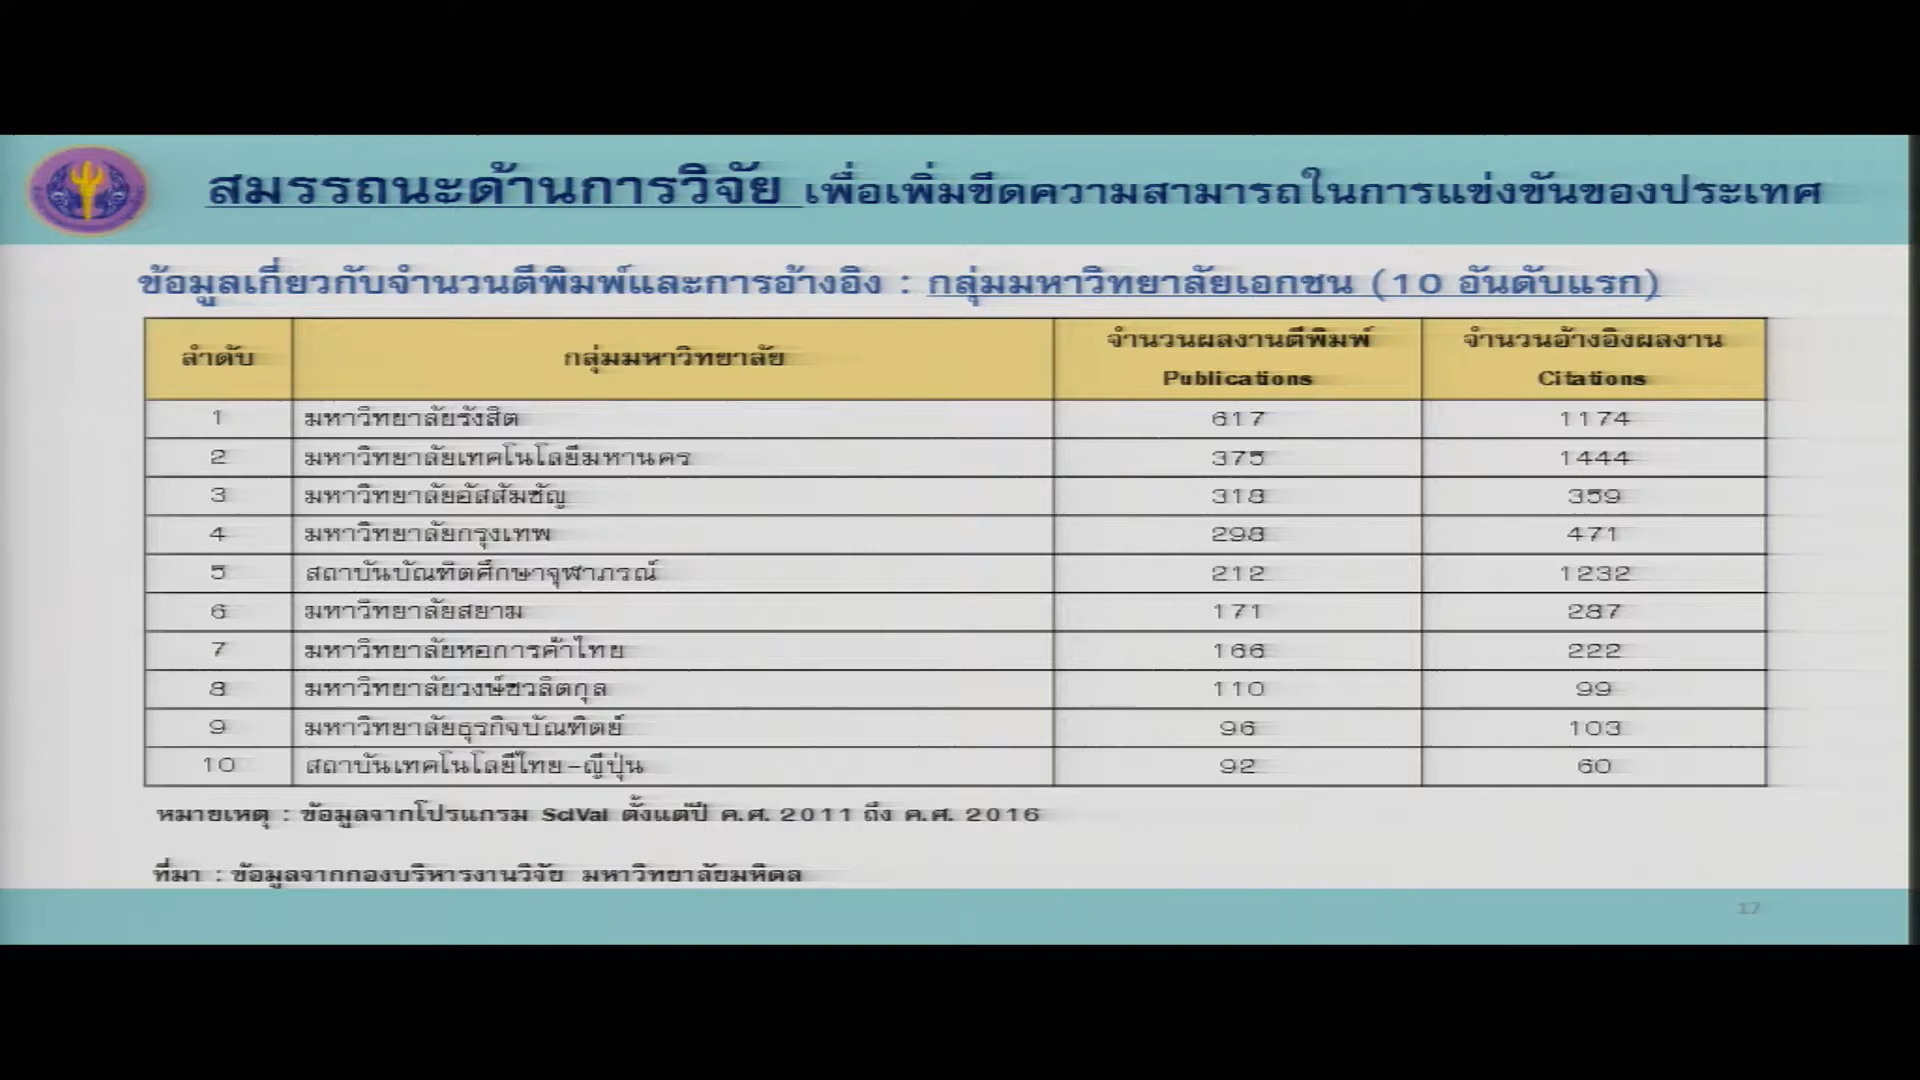 สมรรถนะด้านการวิจัย เพื่อเพิ่มขีดความสามารถในการแข่งขันของประเทศ
ข้อมูลเกี่ยวกับจำนวนตีพิมพ์และการอ้างอิง : กลุ่มมหาวิทยาลัยเอกชน (10 อันดับแรก)
ลำดับ กลุ่มมหาวิทยาลัย จำนวนผลงานตีพิมพ์ Publications จำนวนอ้างอิงผลงาน Citations
1 มหาวิทยาลัยรังสิต 617 1174
2 มหาวิทยาลัยเทคโนโลยีมหานคร 375 1444
3 มหาวิทยาลัยอัสสัมชัญ 318 359
4 มหาวิทยาลัยกรุงเทพ 298 471
5 สถาบันบัณฑิตศึกษาจุฬาภรณ์ 212 1232
6 มหาวิทยาลัยสยาม 171 287
7 มหาวิทยาลัยหอการค้าไทย 166 222
8 มหาวิทยาลัยวงษ์ชวลิตกุล 110 99
9 มหาวิทยาลัยธุรกิจบัณฑิตย์ 96 103
10 สถาบันเทคโนโลยีไทย-ญี่ปุ่น 92 60
หมายเหตุ : ข้อมูลจากโปรแกรม SciVal ตั้งแต่ปี ค.ศ. 2011 ถึง ค.ศ. 2016
ที่มา : ข้อมูลจากกองบริหารงานวิจัย มหาวิทยาลัยมหิดล
17